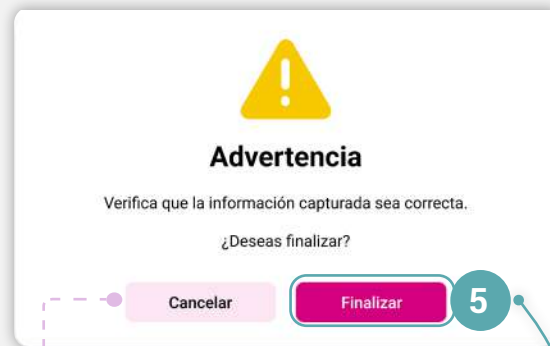 Advertencia
Verifica que la información capturada sea correcta.
¿Deseas finalizar?
Cancelar Finalizar 5